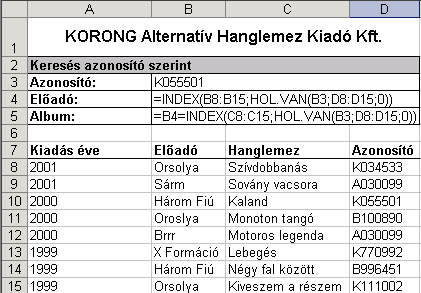 A B C D
1 KORONG Alternatív Hanglemez Kiadó Kft.
2 Keresés azonosító szerint
3 Azonosító: K055501
4 Előadó: =INDEX(B8:B15;HOL.VAN(B3;D8:D15;0))
5 Album: =B4=INDEX(C8:C15;HOL.VAN(B3;D8:D15;0))
6
7 Kiadás éve Előadó Hanglemez Azonosító
8 2001 Orsolya Szívdobbanás K034533
9 2001 Sárm Sovány vacsora A030099
10 2000 Három Fiú Kaland K055501
11 2000 Oroslya Monoton tangó B100890
12 2000 Brrr Motoros legenda A030099
13 1999 X Formáció Lebegés K770992
14 1999 Három Fiú Négy fal között B996451
15 1999 Orsolya Kiveszem a részem K111002